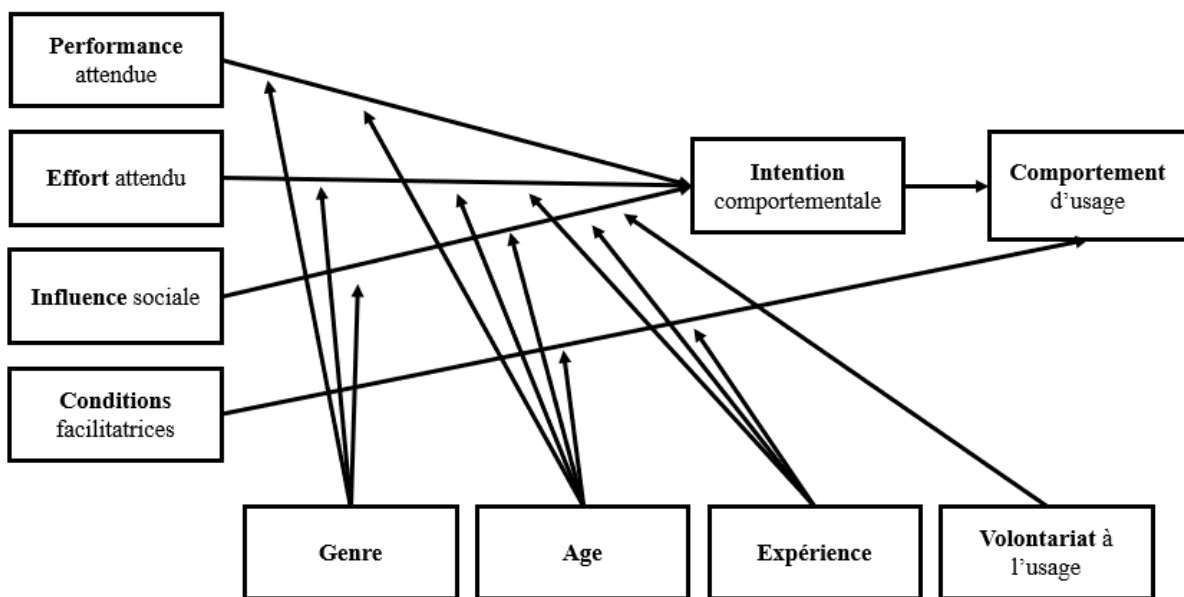 Performance
attendue
Effort attendu
Influence sociale
Conditions
facilitatrices
Intention
comportementale
Comportement
d’usage
Genre
Age
Expérience
Volontariat à
l’usage